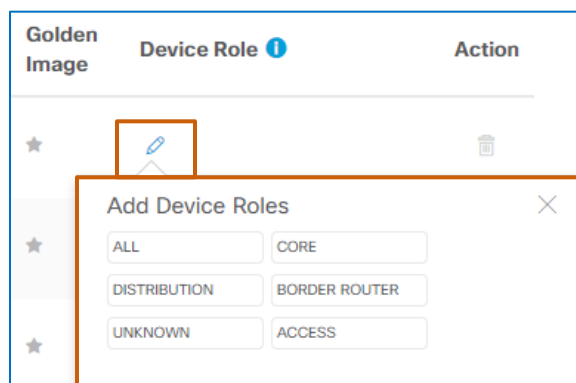 Golden Image
Device Role
Action
Add Device Roles
ALL
CORE
DISTRIBUTION
BORDER ROUTER
UNKNOWN
ACCESS